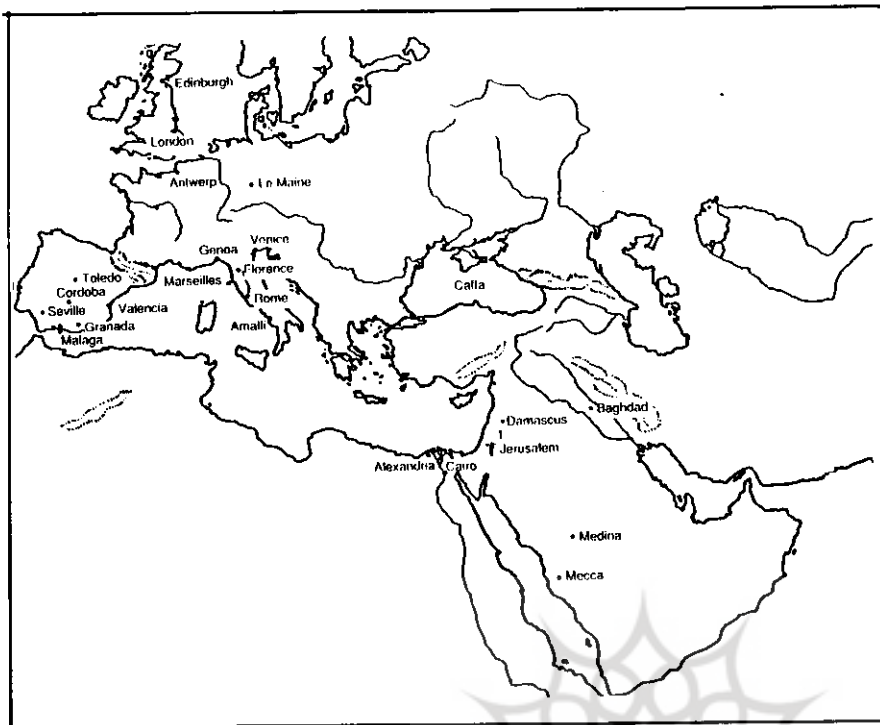 Edinburgh
London
Antwerp
Le Maine
Venice
Genoa
Florence
Toledo
Marseilles
Caffa
Cordoba
Rome
Seville
Valencia
Granada
Amalfi
Malaga
Baghdad
Damascus
Jerusalem
Alexandria
Cairo
Medina
Mecca